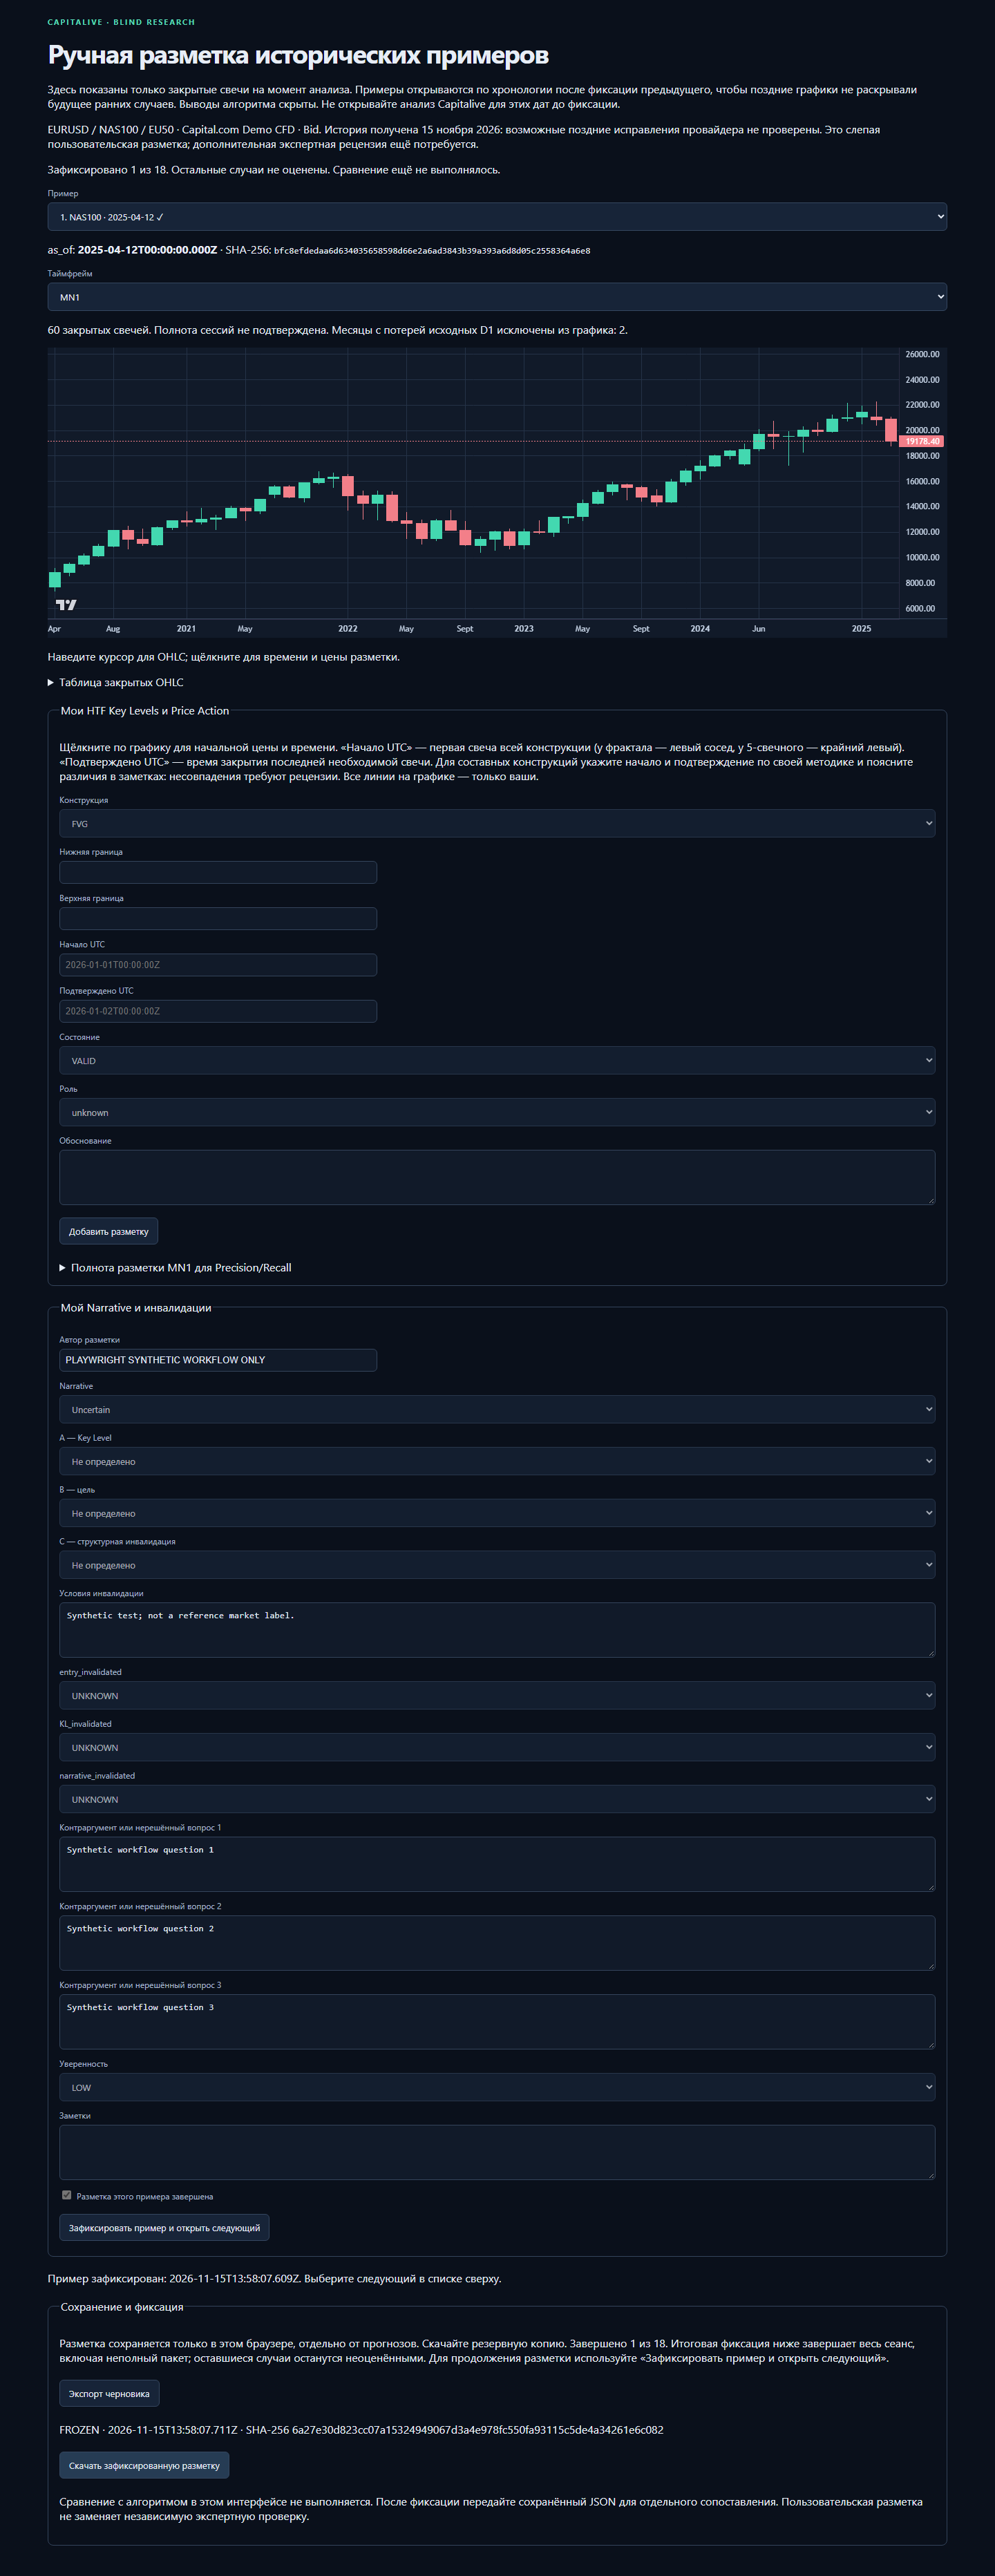 CAPITALIVE · BLIND RESEARCH
Ручная разметка исторических примеров
Здесь показаны только закрытые свечи на момент анализа. Примеры открываются по хронологии после фиксации предыдущего, чтобы поздние графики не раскрывали
будущее ранних случаев. Выводы алгоритма скрыты. Не открывайте анализ Capitalive для этих дат до фиксации.
EURUSD / NAS100 / EU50 · Capital.com Demo CFD · Bid. История получена 15 ноября 2026: возможные поздние исправления провайдера не проверены. Это слепая
пользовательская разметка; дополнительная экспертная рецензия ещё потребуется.
Зафиксировано 1 из 18. Остальные случаи не оценены. Сравнение ещё не выполнялось.
Пример
1. NAS100 · 2025-04-12 ✓
as_of: 2025-04-12T00:00:00.000Z · SHA-256: bfc8efdedaa6d634035658598d66e2a6ad3843b39a393a6d8d05c2558364a6e8
Таймфрейм
MN1
60 закрытых свечей. Полнота сессий не подтверждена. Месяцы с потерей исходных D1 исключены из графика: 2.
26000.00
24000.00
22000.00
20000.00
19178.40
18000.00
16000.00
14000.00
12000.00
10000.00
8000.00
6000.00
Apr Aug 2021 May 2022 May Sept 2023 May Sept 2024 Jun 2025
Наведите курсор для OHLC; щёлкните для времени и цены разметки.
▶ Таблица закрытых OHLC
Мои HTF Key Levels и Price Action
Щёлкните по графику для начальной цены и времени. «Начало UTC» — первая свеча всей конструкции (у фрактала — левый сосед, у 5-свечного — крайний левый).
«Подтверждено UTC» — время закрытия последней необходимой свечи. Для составных конструкций укажите начало и подтверждение по своей методике и поясните
различия в заметках: несовпадения требуют рецензии. Все линии на графике — только ваши.
Конструкция
FVG
Нижняя граница
Верхняя граница
Начало UTC
2026-01-01T00:00:00Z
Подтверждено UTC
2026-01-02T00:00:00Z
Состояние
VALID
Роль
unknown
Обоснование
Добавить разметку
▶ Полнота разметки MN1 для Precision/Recall
Мой Narrative и инвалидации
Автор разметки
PLAYWRIGHT SYNTHETIC WORKFLOW ONLY
Narrative
Uncertain
A — Key Level
Не определено
B — цель
Не определено
C — структурная инвалидация
Не определено
Условия инвалидации
Synthetic test; not a reference market label.
entry_invalidated
UNKNOWN
KL_invalidated
UNKNOWN
narrative_invalidated
UNKNOWN
Контраргумент или нерешённый вопрос 1
Synthetic workflow question 1
Контраргумент или нерешённый вопрос 2
Synthetic workflow question 2
Контраргумент или нерешённый вопрос 3
Synthetic workflow question 3
Уверенность
LOW
Заметки
Разметка этого примера завершена
Зафиксировать пример и открыть следующий
Пример зафиксирован: 2026-11-15T13:58:07.609Z. Выберите следующий в списке сверху.
Сохранение и фиксация
Разметка сохраняется только в этом браузере, отдельно от прогнозов. Скачайте резервную копию. Завершено 1 из 18. Итоговая фиксация ниже завершает весь сеанс,
включая неполный пакет; оставшиеся случаи останутся неоценёнными. Для продолжения разметки используйте «Зафиксировать пример и открыть следующий».
Экспорт черновика
FROZEN · 2026-11-15T13:58:07.711Z · SHA-256 6a27e30d823cc07a15324949067d3a4e978fc550fa93115c5de4a34261e6c082
Скачать зафиксированную разметку
Сравнение с алгоритмом в этом интерфейсе не выполняется. После фиксации передайте сохранённый JSON для отдельного сопоставления. Пользовательская разметка
не заменяет независимую экспертную проверку.